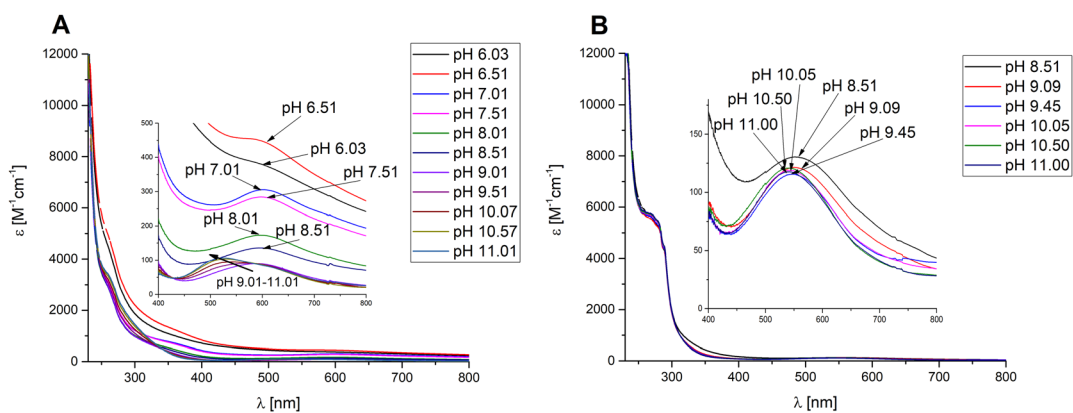 A
12000
10000
8000
6000
4000
2000
0
ε [M⁻¹cm⁻¹]
300
400
500
600
700
800
λ [nm]
500
400
300
200
100
0
400
500
600
700
800
pH 6.51
pH 6.03
pH 7.01
pH 7.51
pH 8.01
pH 8.51
pH 9.01-11.01
pH 6.03
pH 6.51
pH 7.01
pH 7.51
pH 8.01
pH 8.51
pH 9.01
pH 9.51
pH 10.07
pH 10.57
pH 11.01
B
12000
10000
8000
6000
4000
2000
0
ε [M⁻¹cm⁻¹]
300
400
500
600
700
800
λ [nm]
150
100
50
0
400
500
600
700
800
pH 10.05
pH 8.51
pH 10.50
pH 9.09
pH 11.00
pH 9.45
pH 8.51
pH 9.09
pH 9.45
pH 10.05
pH 10.50
pH 11.00